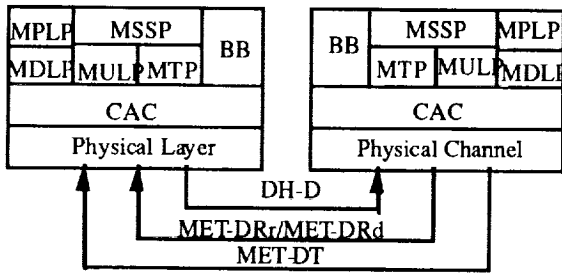 MPLP MSSP BB
MDLP MULP MTP
CAC
Physical Layer
BB MSSP MPLP
MTP MULP MDLP
CAC
Physical Channel
DH-D
MET-DRr/MET-DRd
MET-DT